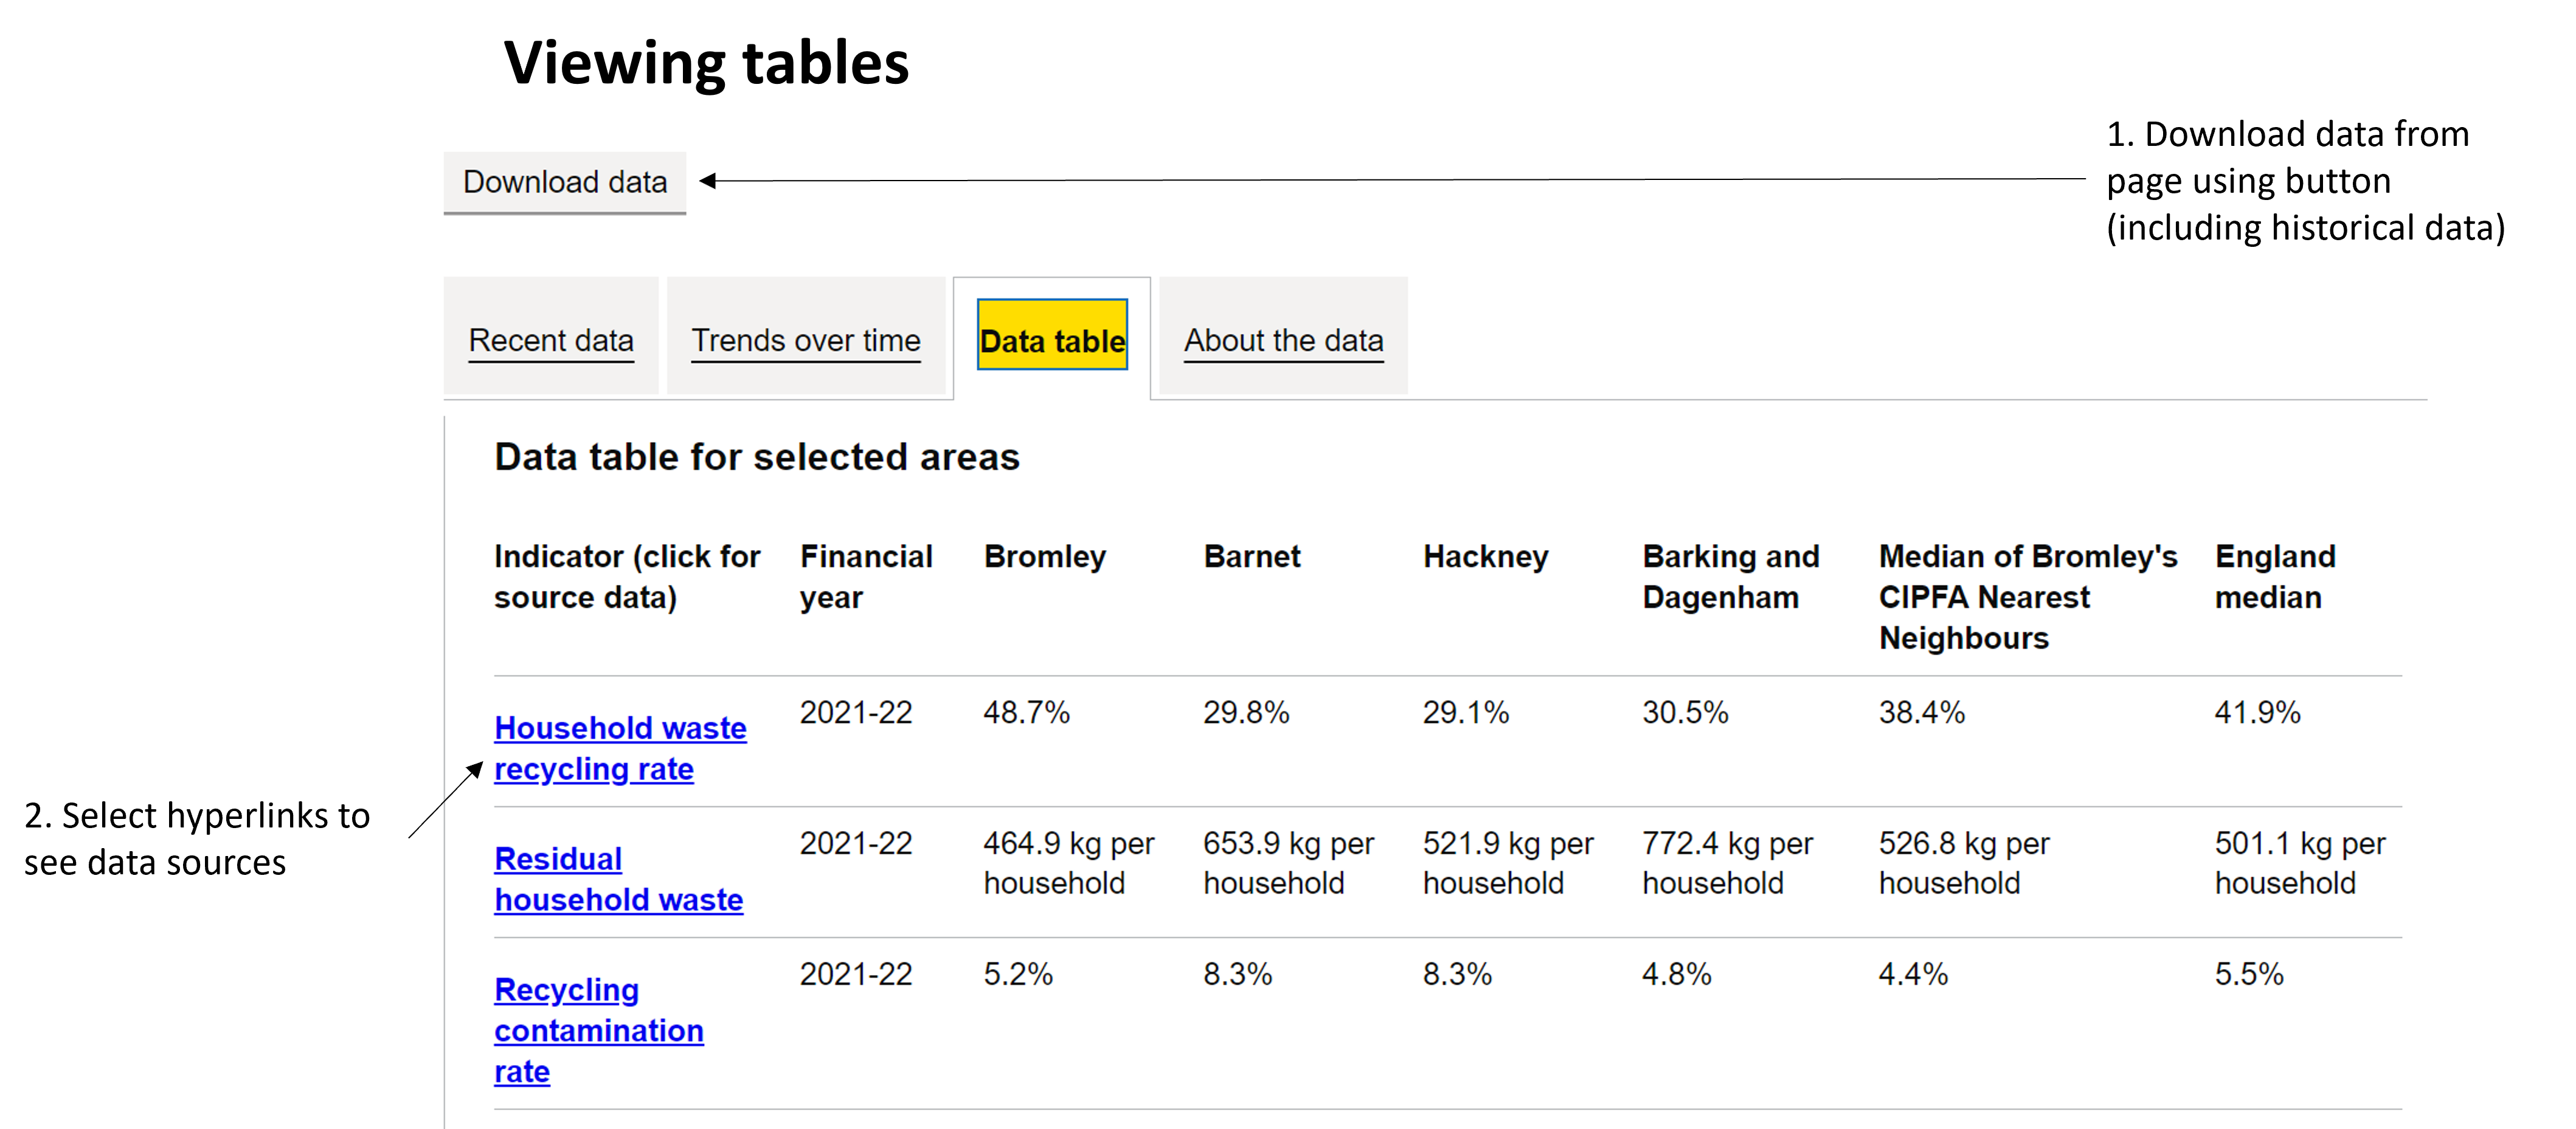 Viewing tables
1. Download data from
page using button
(including historical data)
Download data
Recent data
Trends over time
Data table
About the data
Data table for selected areas
Indicator (click for
source data)
Financial
year
Bromley
Barnet
Hackney
Barking and
Dagenham
Median of Bromley's
CIPFA Nearest
Neighbours
England
median
Household waste
recycling rate
2021-22
48.7%
29.8%
29.1%
30.5%
38.4%
41.9%
2. Select hyperlinks to
see data sources
Residual
household waste
2021-22
464.9 kg per
household
653.9 kg per
household
521.9 kg per
household
772.4 kg per
household
526.8 kg per
household
501.1 kg per
household
Recycling
contamination
rate
2021-22
5.2%
8.3%
8.3%
4.8%
4.4%
5.5%